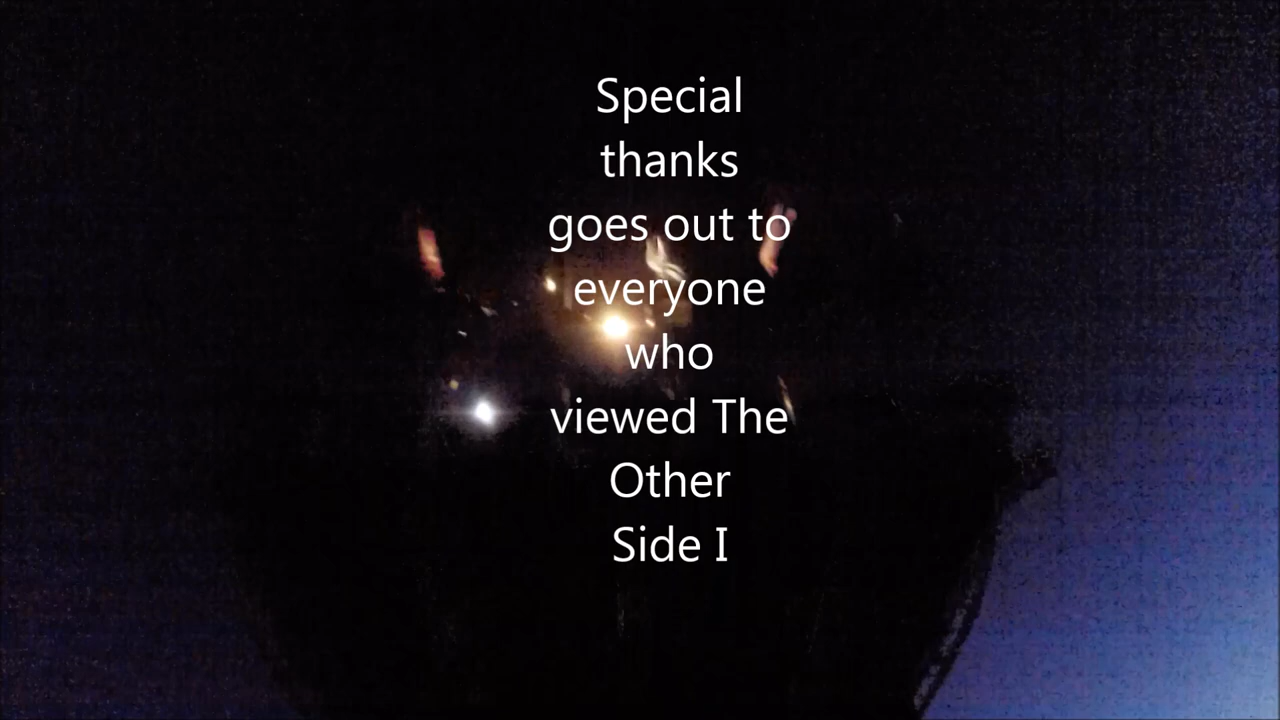 Special
thanks
goes out to
everyone
who
viewed The
Other
Side I